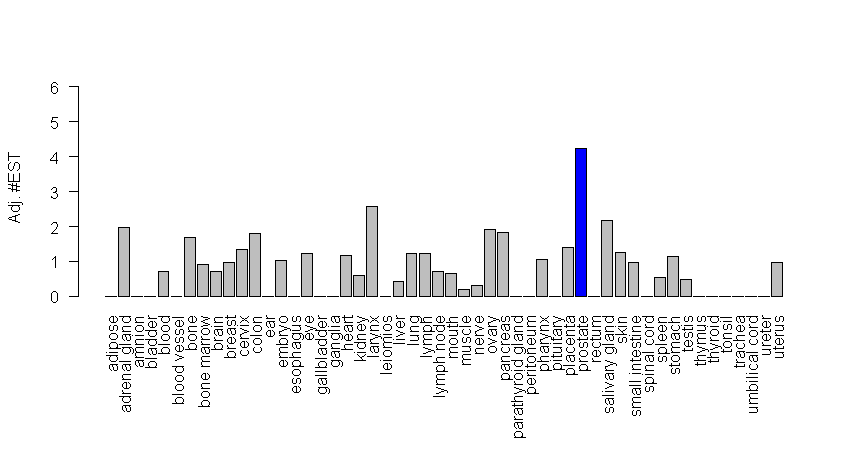 Adj. #EST
6
5
4
3
2
1
0
adipose
adrenal gland
amnion
bladder
blood
blood vessel
bone
bone marrow
brain
breast
cervix
colon
ear
embryo
esophagus
eye
gallbladder
ganglia
heart
kidney
larynx
leiomios
liver
lung
lymph
lymph node
mouth
muscle
nerve
ovary
pancreas
parathyroid gland
peritoneum
pharynx
pituitary
placenta
prostate
rectum
salivary gland
skin
small intestine
spinal cord
spleen
stomach
testis
thymus
thyroid
tonsil
trachea
umbilical cord
ureter
uterus